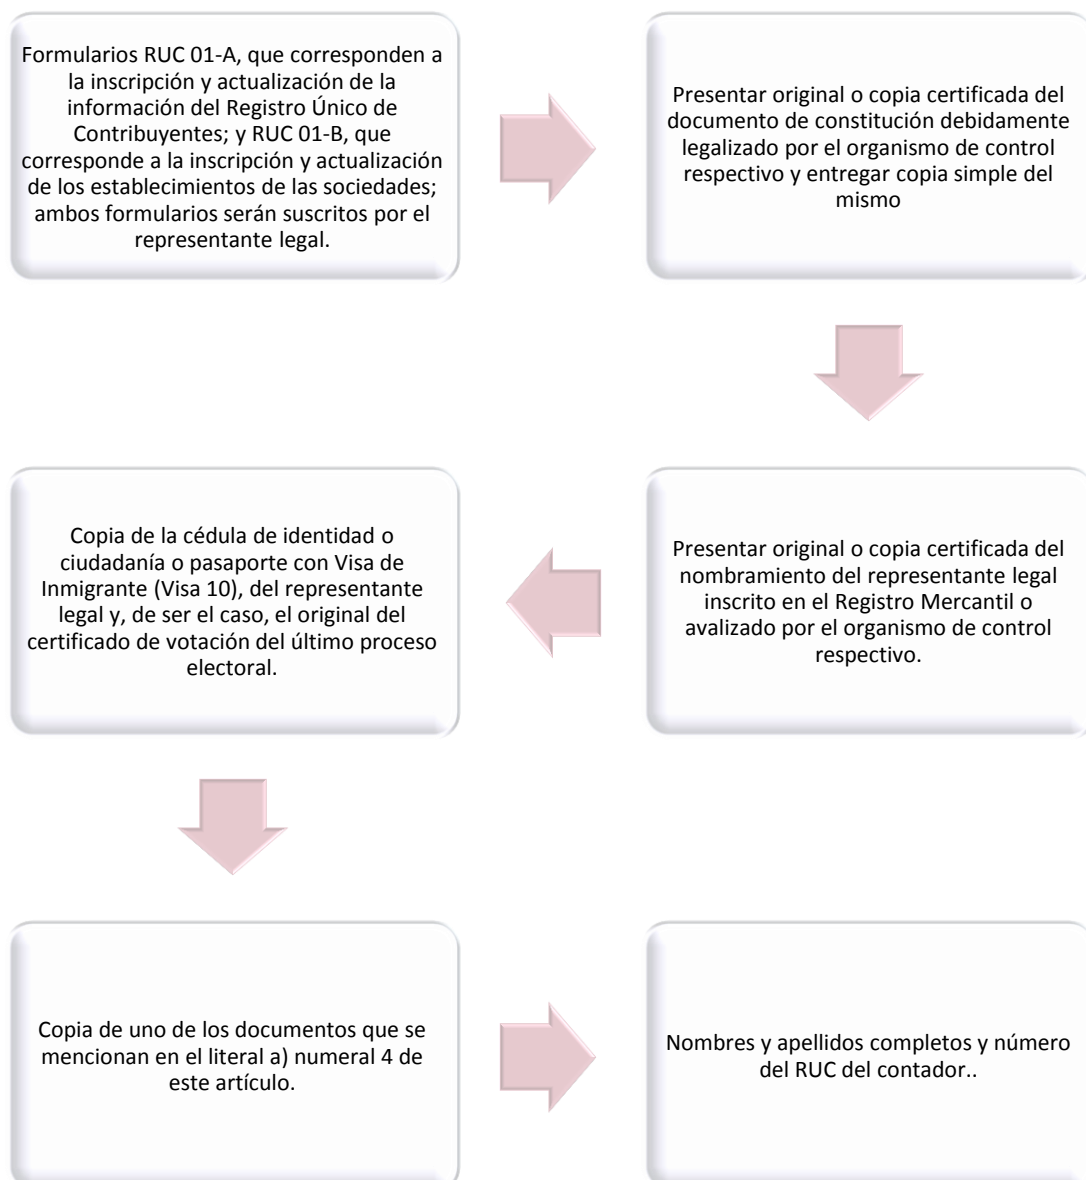 Formularios RUC 01-A, que corresponden a
la inscripción y actualización de la
información del Registro Único de
Contribuyentes; y RUC 01-B, que
corresponde a la inscripción y actualización
de los establecimientos de las sociedades;
ambos formularios serán suscritos por el
representante legal.
Presentar original o copia certificada del
documento de constitución debidamente
legalizado por el organismo de control
respectivo y entregar copia simple del
mismo
Presentar original o copia certificada del
nombramiento del representante legal
inscrito en el Registro Mercantil o
avalizado por el organismo de control
respectivo.
Copia de la cédula de identidad o
ciudadanía o pasaporte con Visa de
Inmigrante (Visa 10), del representante
legal y, de ser el caso, el original del
certificado de votación del último proceso
electoral.
Copia de uno de los documentos que se
mencionan en el literal a) numeral 4 de
este artículo.
Nombres y apellidos completos y número
del RUC del contador..